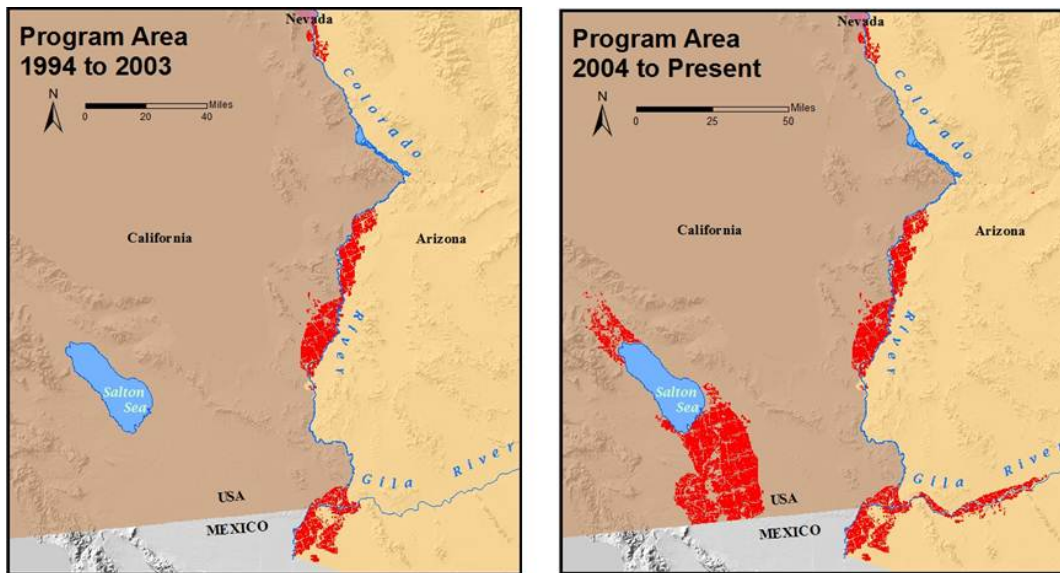 Program Area
1994 to 2003
N
Miles
0 20 40
Nevada
Colorado
River
California
Arizona
Salton
Sea
Gila River
USA
MEXICO
Program Area
2004 to Present
N
Miles
0 25 50
Nevada
Colorado
River
California
Arizona
Salton
Sea
Gila River
USA
MEXICO